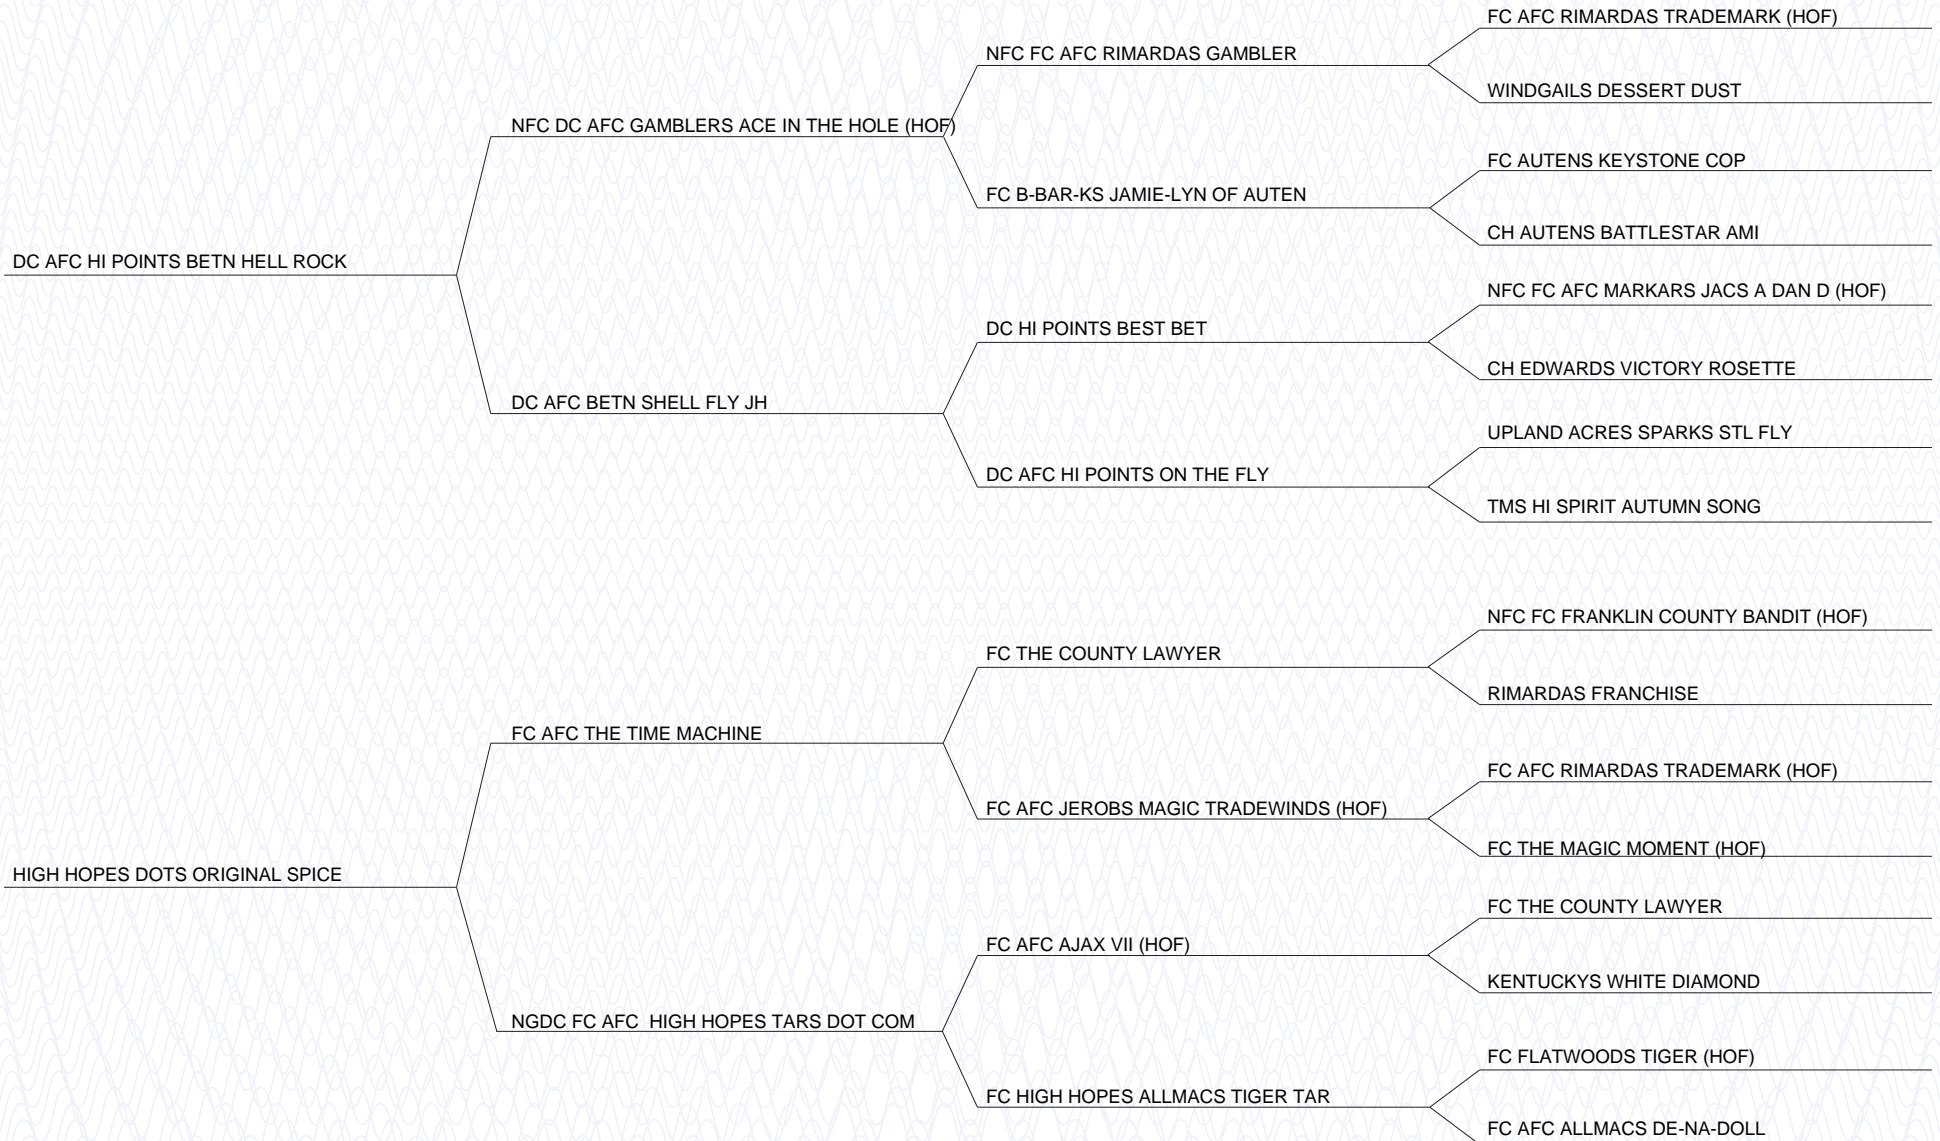 FC AFC RIMARDAS TRADEMARK (HOF)
NFC FC AFC RIMARDAS GAMBLER
WINDGAILS DESSERT DUST
NFC DC AFC GAMBLERS ACE IN THE HOLE (HOF)
FC AUTENS KEYSTONE COP
FC B-BAR-KS JAMIE-LYN OF AUTEN
CH AUTENS BATTLESTAR AMI
DC AFC HI POINTS BETN HELL ROCK
NFC FC AFC MARKARS JACS A DAN D (HOF)
DC HI POINTS BEST BET
CH EDWARDS VICTORY ROSETTE
DC AFC BETN SHELL FLY JH
UPLAND ACRES SPARKS STL FLY
DC AFC HI POINTS ON THE FLY
TMS HI SPIRIT AUTUMN SONG
NFC FC FRANKLIN COUNTY BANDIT (HOF)
FC THE COUNTY LAWYER
RIMARDAS FRANCHISE
FC AFC THE TIME MACHINE
FC AFC RIMARDAS TRADEMARK (HOF)
FC AFC JEROBS MAGIC TRADEWINDS (HOF)
FC THE MAGIC MOMENT (HOF)
HIGH HOPES DOTS ORIGINAL SPICE
FC THE COUNTY LAWYER
FC AFC AJAX VII (HOF)
KENTUCKYS WHITE DIAMOND
NGDC FC AFC  HIGH HOPES TARS DOT COM
FC FLATWOODS TIGER (HOF)
FC HIGH HOPES ALLMACS TIGER TAR
FC AFC ALLMACS DE-NA-DOLL